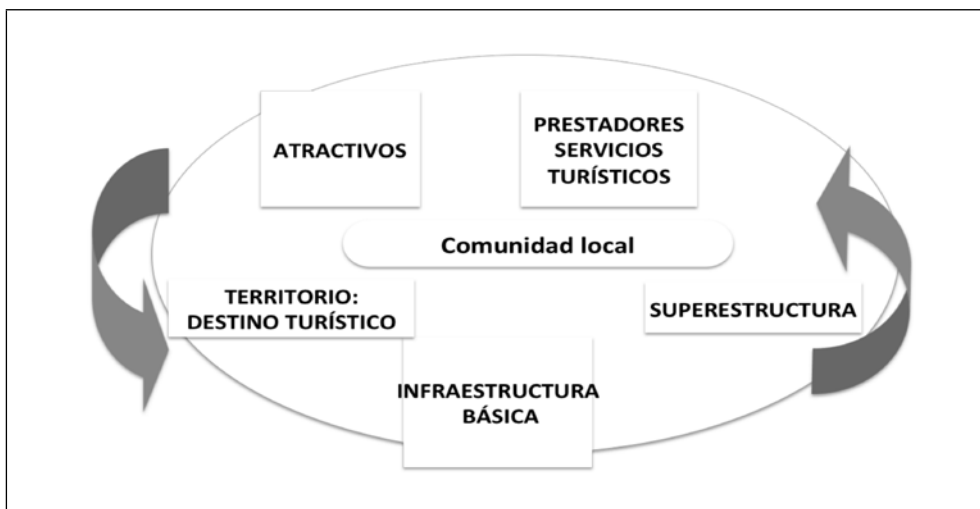 ATRACTIVOS
PRESTADORES
SERVICIOS
TURÍSTICOS
Comunidad local
TERRITORIO:
DESTINO TURÍSTICO
SUPERESTRUCTURA
INFRAESTRUCTURA
BÁSICA